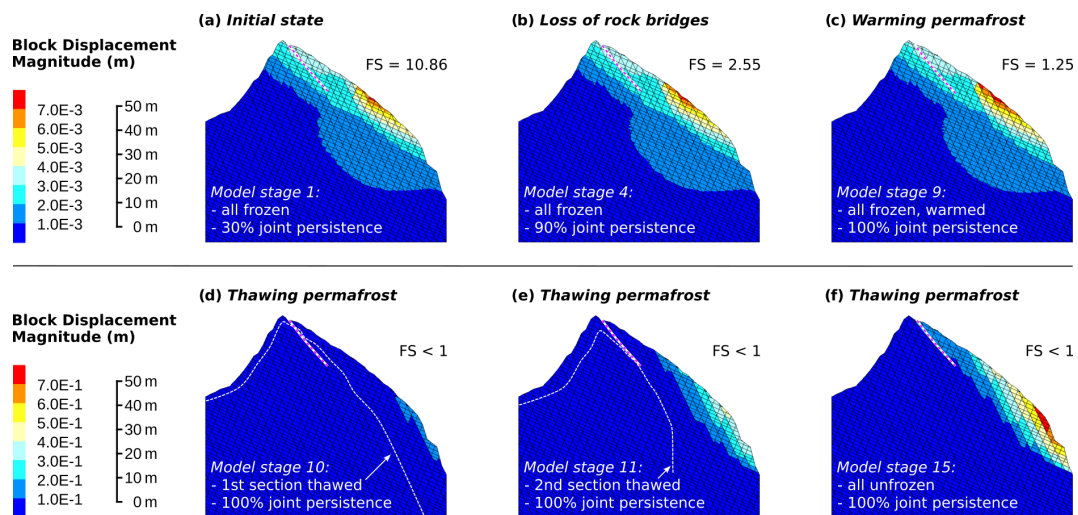 (a) Initial state
(b) Loss of rock bridges
(c) Warming permafrost
Block Displacement
Magnitude (m)
7.0E-3
6.0E-3
5.0E-3
4.0E-3
3.0E-3
2.0E-3
1.0E-3
50 m
40 m
30 m
20 m
10 m
0 m
FS = 10.86
Model stage 1:
- all frozen
- 30% joint persistence
FS = 2.55
Model stage 4:
- all frozen
- 90% joint persistence
FS = 1.25
Model stage 9:
- all frozen, warmed
- 100% joint persistence
(d) Thawing permafrost
(e) Thawing permafrost
(f) Thawing permafrost
Block Displacement
Magnitude (m)
7.0E-1
6.0E-1
5.0E-1
4.0E-1
3.0E-1
2.0E-1
1.0E-1
50 m
40 m
30 m
20 m
10 m
0 m
FS < 1
Model stage 10:
- 1st section thawed
- 100% joint persistence
FS < 1
Model stage 11:
- 2nd section thawed
- 100% joint persistence
FS < 1
Model stage 15:
- all unfrozen
- 100% joint persistence